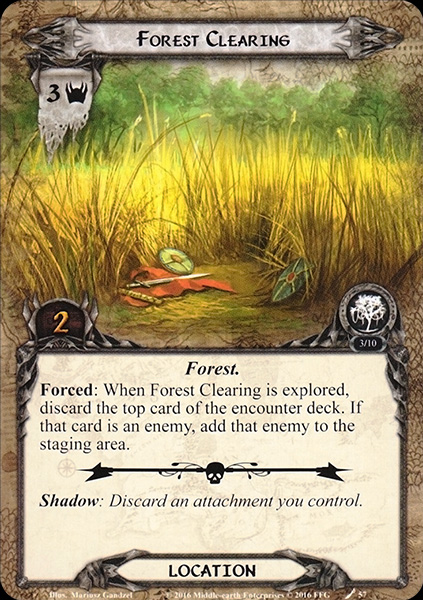 FOREST CLEARING
3
2
3/10
Forest.
Forced: When Forest Clearing is explored,
discard the top card of the encounter deck. If
that card is an enemy, add that enemy to the
staging area.
Shadow: Discard an attachment you control.
LOCATION
Illus. Mariusz Gandzel © 2016 Middle-earth Enterprises © 2016 FFG 57